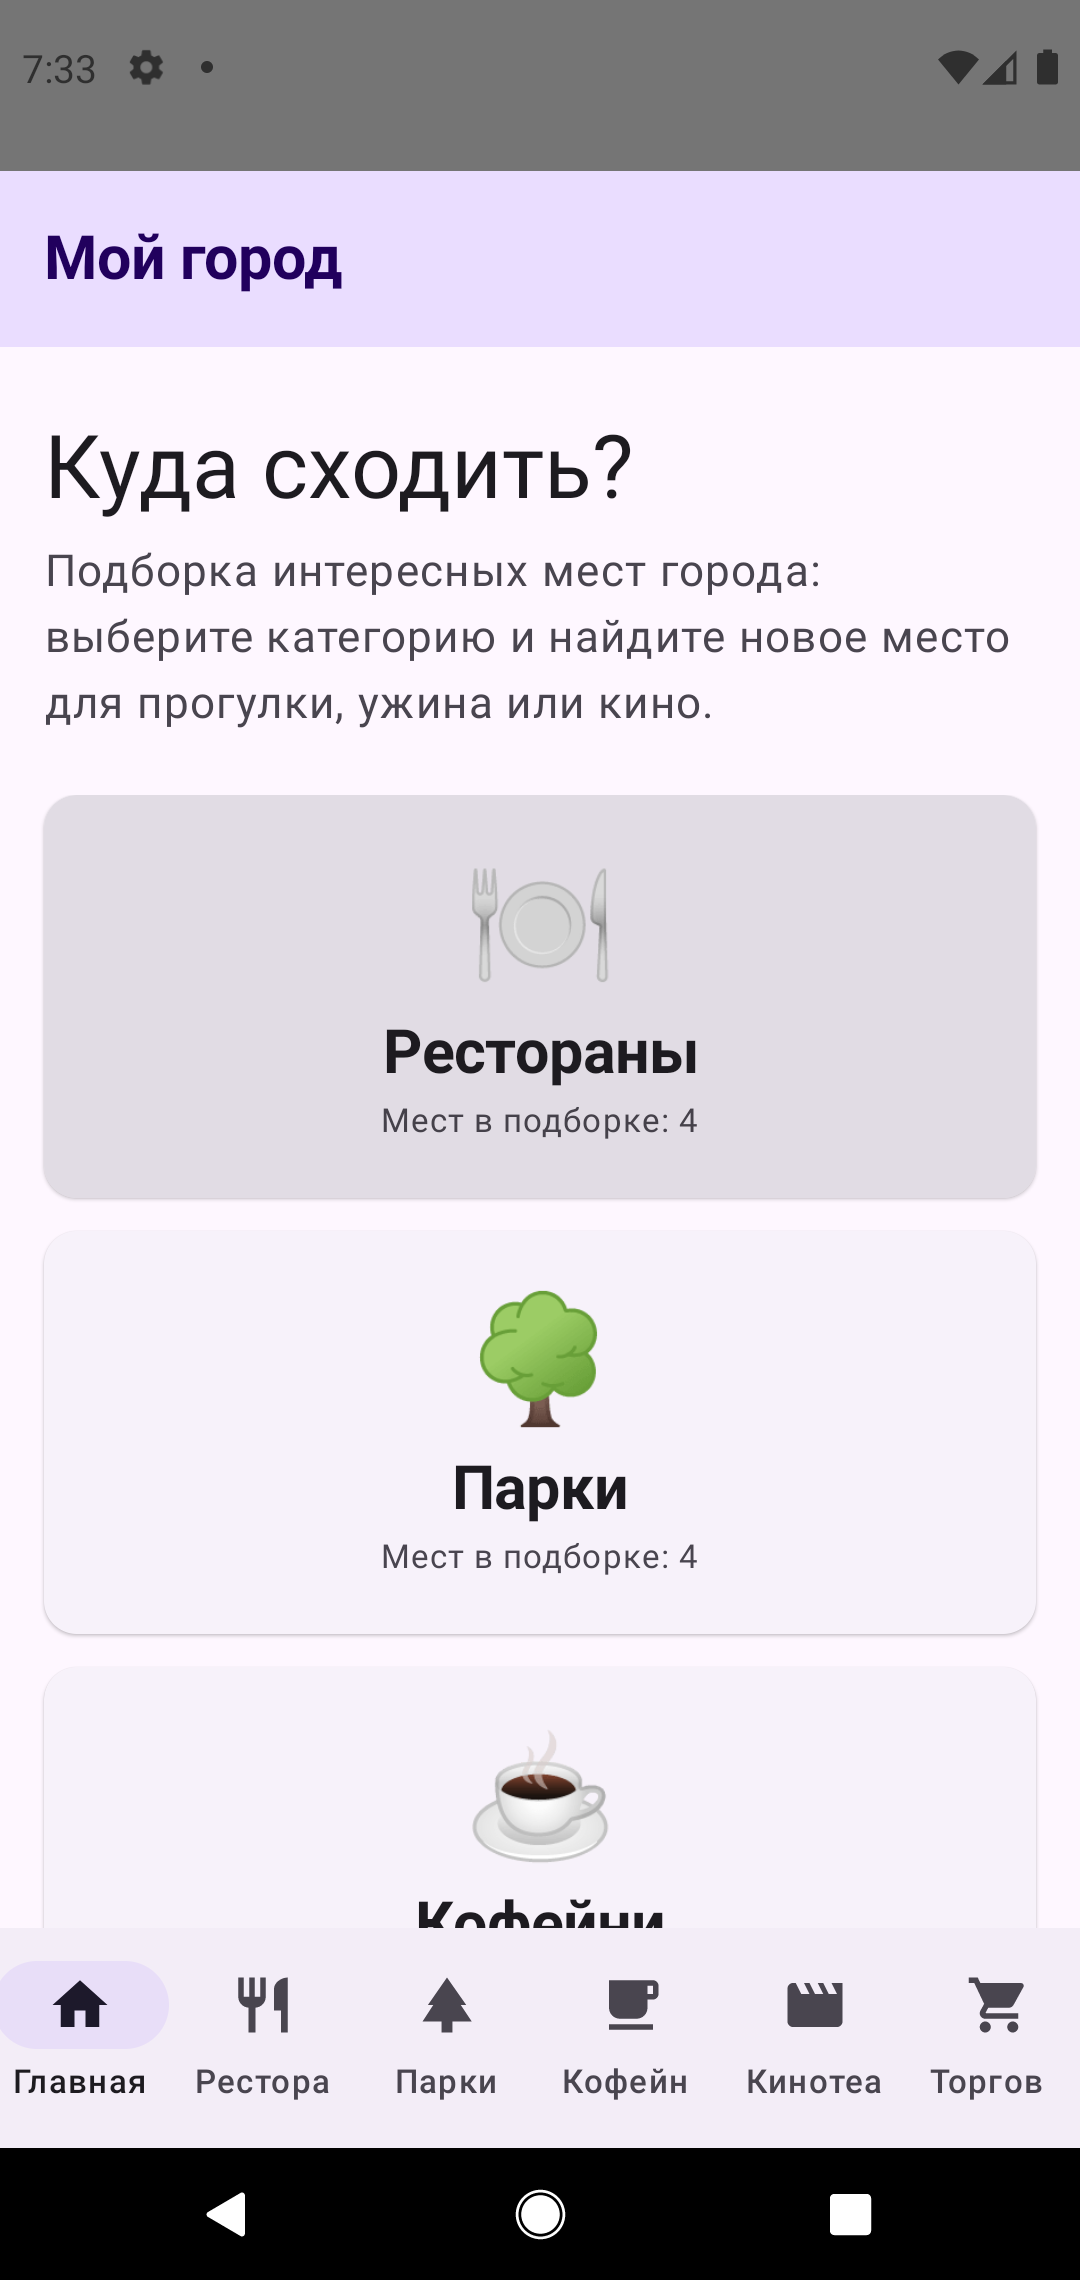 7:33
Мой город
Куда сходить?
Подборка интересных мест города:
выберите категорию и найдите новое место
для прогулки, ужина или кино.
Рестораны
Мест в подборке: 4
Парки
Мест в подборке: 4
Кофейни
Главная
Рестора
Парки
Кофейн
Кинотеа
Торгов